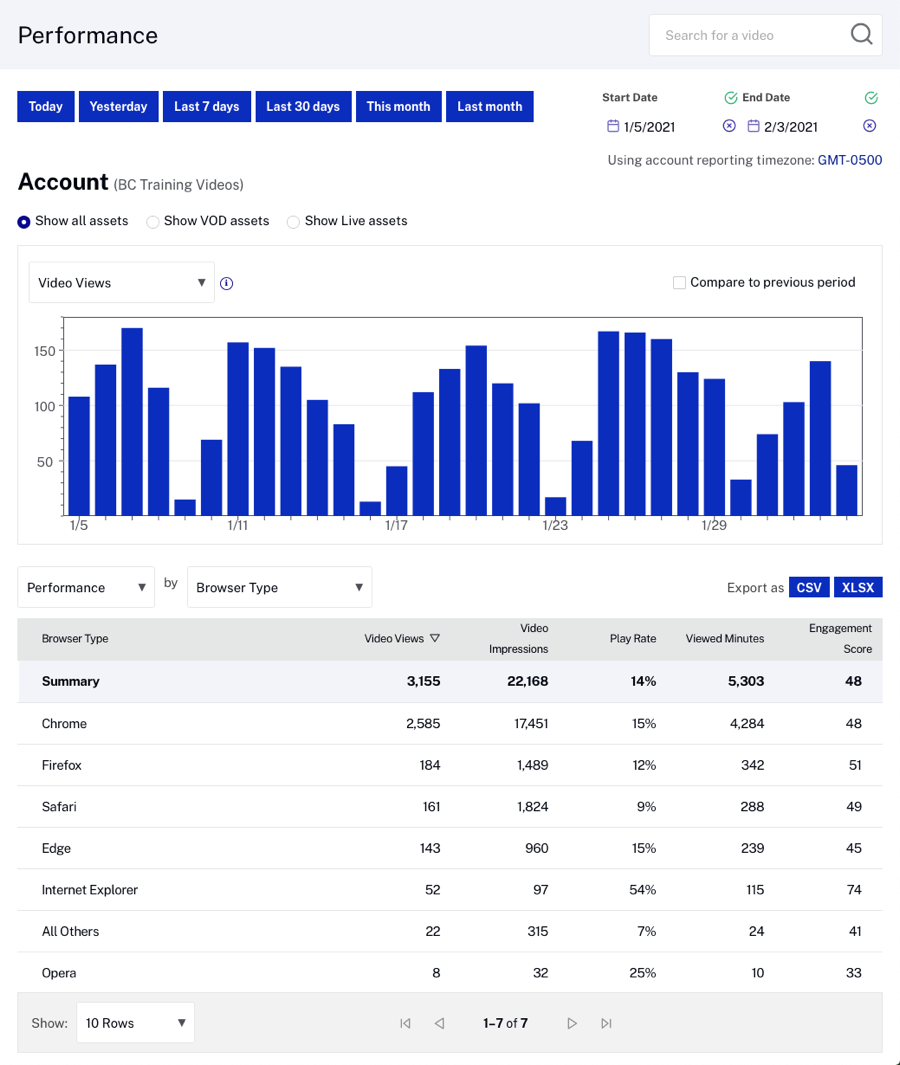 Performance
Search for a video
Today Yesterday Last 7 days Last 30 days This month Last month
Start Date End Date
1/5/2021 2/3/2021
Using account reporting timezone: GMT-0500
Account (BC Training Videos)
Show all assets Show VOD assets Show Live assets
Video Views ▼ Compare to previous period
150
100
50
1/5 1/11 1/17 1/23 1/29
Performance ▼ by Browser Type ▼ Export as CSV XLSX
Browser Type Video Views Video Impressions Play Rate Viewed Minutes Engagement Score
Summary 3,155 22,168 14% 5,303 48
Chrome 2,585 17,451 15% 4,284 48
Firefox 184 1,489 12% 342 51
Safari 161 1,824 9% 288 49
Edge 143 960 15% 239 45
Internet Explorer 52 97 54% 115 74
All Others 22 315 7% 24 41
Opera 8 32 25% 10 33
Show: 10 Rows ▼ 1–7 of 7